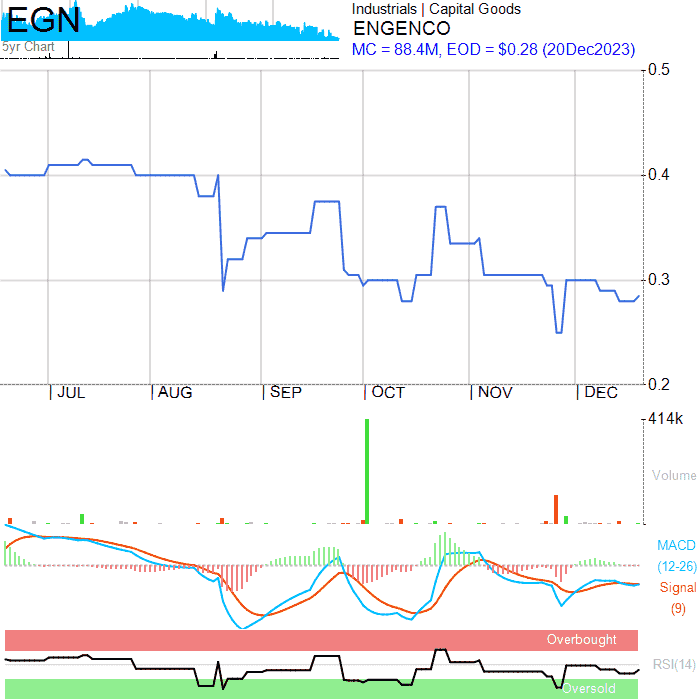 EGN
5yr Chart
Industrials | Capital Goods
ENGENCO
MC = 88.4M, EOD = $0.28 (20Dec2023)
0.5
0.4
0.3
0.2
JUL
AUG
SEP
OCT
NOV
DEC
414k
Volume
MACD
(12-26)
Signal
(9)
Overbought
RSI(14)
Oversold